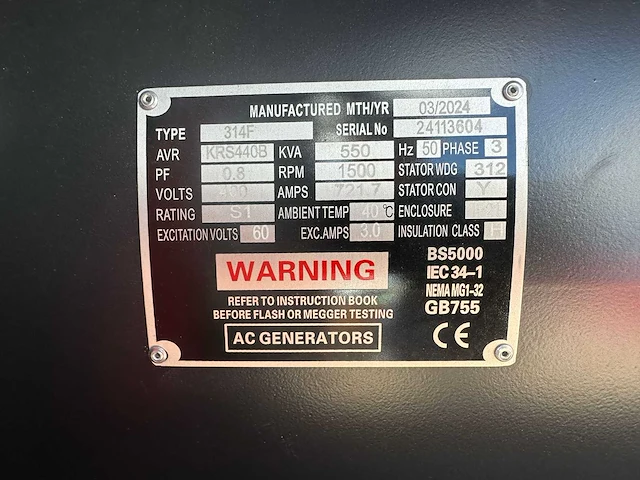 MANUFACTURED MTH/YR 03/2024
TYPE 314F SERIAL No 24113604
AVR KRS440B KVA 550 Hz 50 PHASE 3
PF 0.8 RPM 1500 STATOR WDG 312
VOLTS AMPS 721.7 STATOR CON Y
RATING S1 AMBIENT TEMP 40℃ ENCLOSURE
EXCITATION VOLTS 60 EXC.AMPS 3.0 INSULATION CLASS H
WARNING
REFER TO INSTRUCTION BOOK
BEFORE FLASH OR MEGGER TESTING
AC GENERATORS
BS5000
IEC 34-1
NEMA MG1-32
GB755
CE